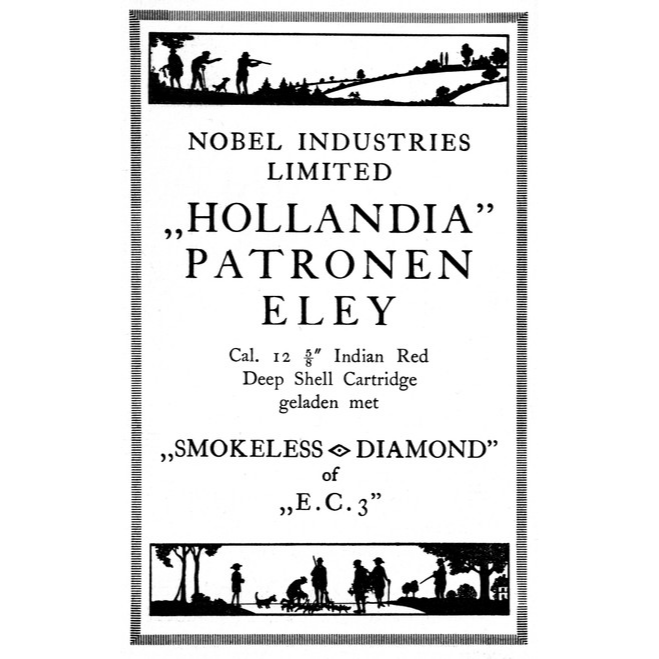 NOBEL INDUSTRIES
LIMITED
„HOLLANDIA”
PATRONEN
ELEY
Cal. 12 ⅝″ Indian Red
Deep Shell Cartridge
geladen met
„SMOKELESS DIAMOND”
of
„E.C.3”